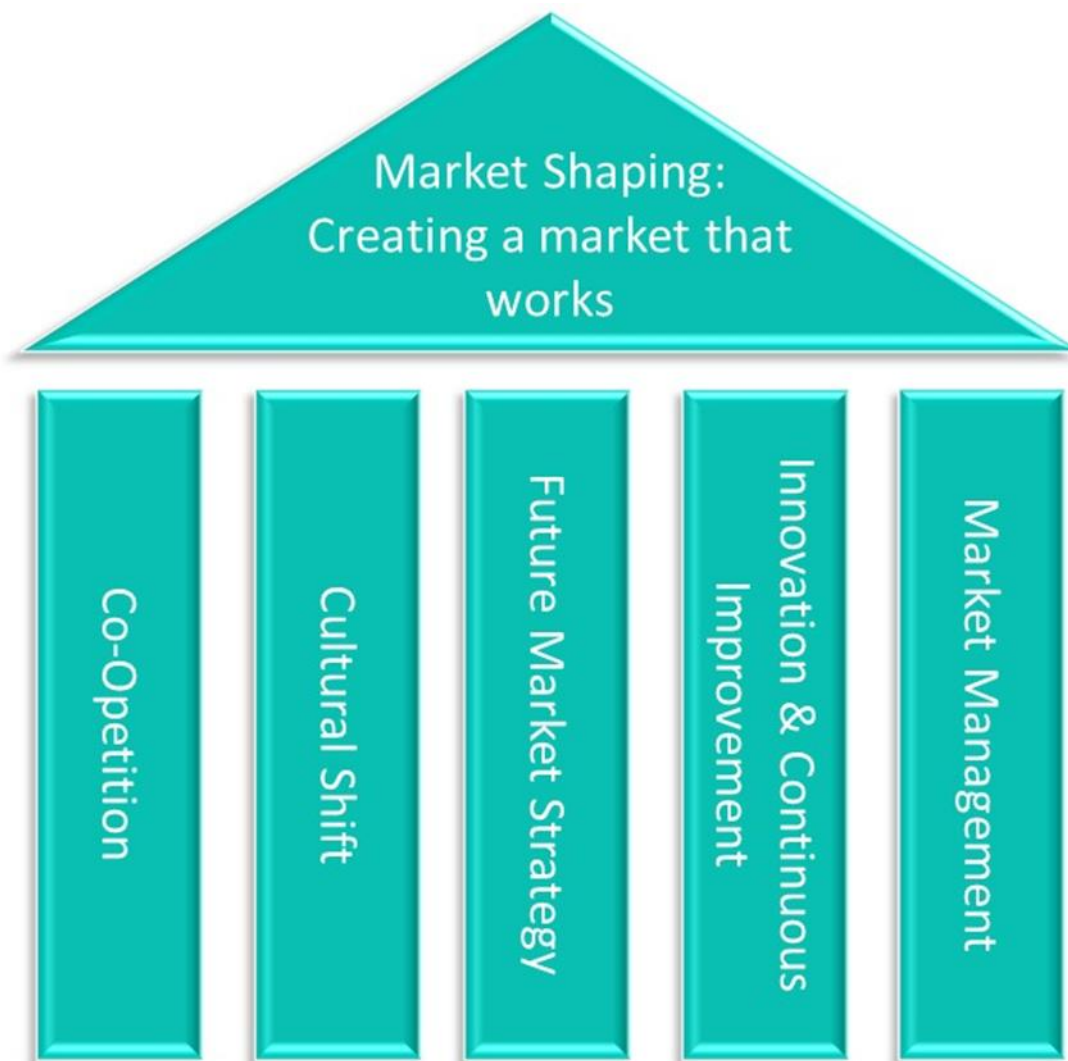 Market Shaping:
Creating a market that
works
Co-Opetition
Cultural Shift
Future Market Strategy
Innovation & Continuous
Improvement
Market Management